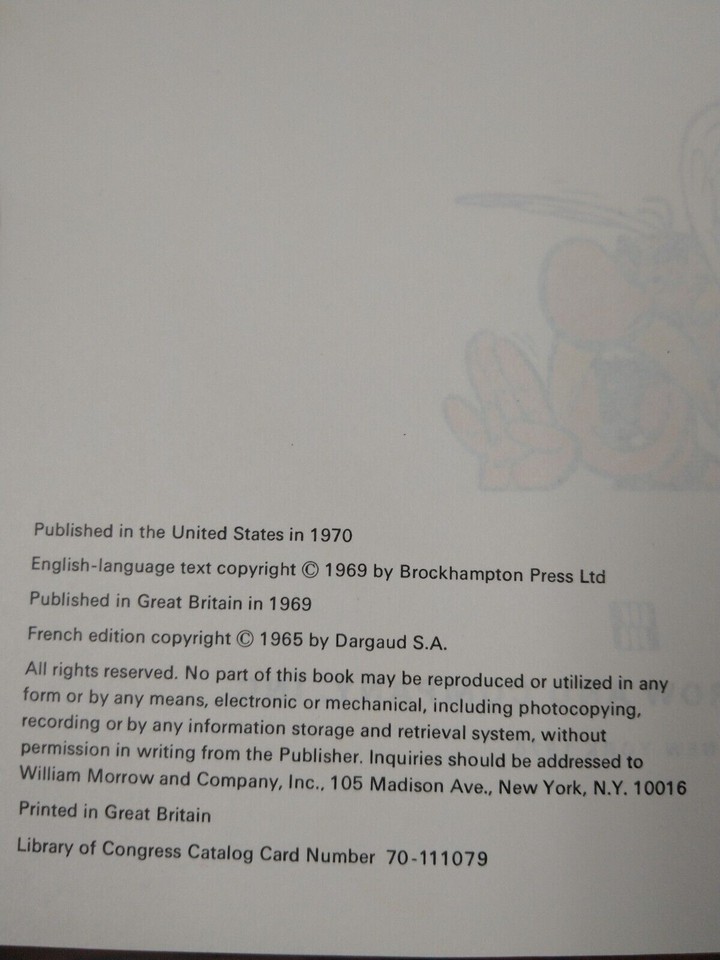 Published in the United States in 1970
English-language text copyright © 1969 by Brockhampton Press Ltd
Published in Great Britain in 1969
French edition copyright © 1965 by Dargaud S.A.
All rights reserved. No part of this book may be reproduced or utilized in any
form or by any means, electronic or mechanical, including photocopying,
recording or by any information storage and retrieval system, without
permission in writing from the Publisher. Inquiries should be addressed to
William Morrow and Company, Inc., 105 Madison Ave., New York, N.Y. 10016
Printed in Great Britain
Library of Congress Catalog Card Number 70-111079